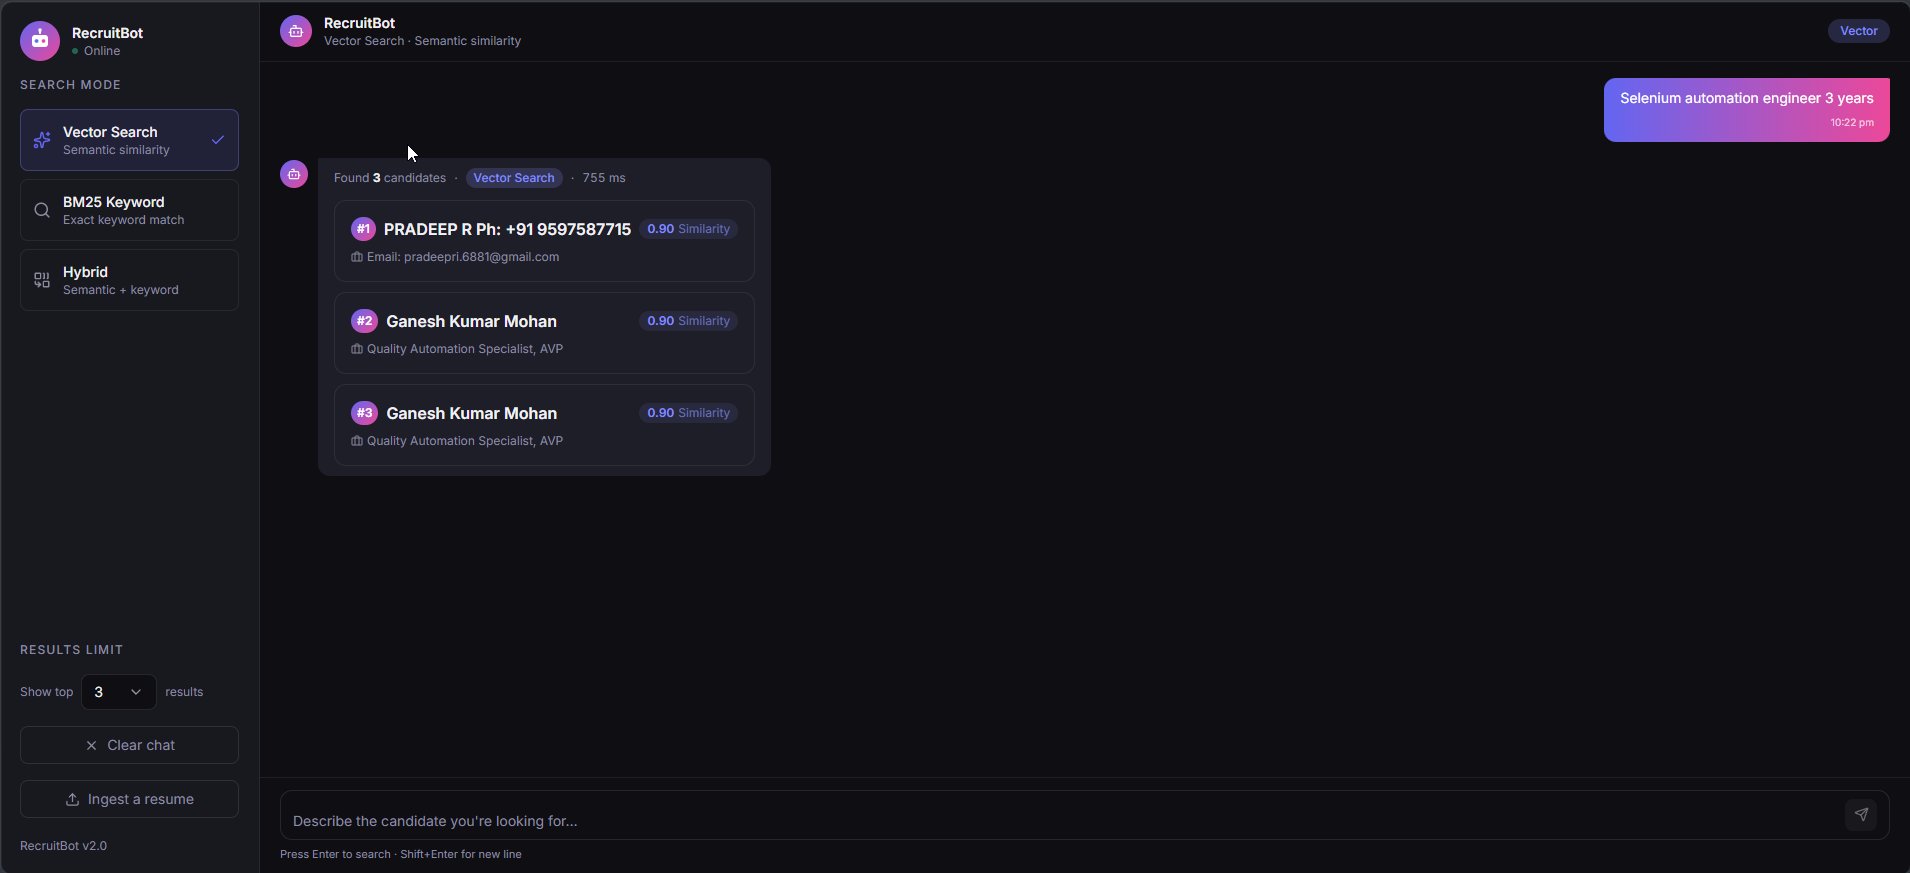 RecruitBot
Online
SEARCH MODE
Vector Search
Semantic similarity
BM25 Keyword
Exact keyword match
Hybrid
Semantic + keyword
RESULTS LIMIT
Show top 3 results
Clear chat
Ingest a resume
RecruitBot v2.0
RecruitBot
Vector Search · Semantic similarity
Vector
Selenium automation engineer 3 years
10:22 pm
Found 3 candidates · Vector Search · 755 ms
#1 PRADEEP R Ph: +91 9597587715 0.90 Similarity
Email: pradeepri.6881@gmail.com
#2 Ganesh Kumar Mohan 0.90 Similarity
Quality Automation Specialist, AVP
#3 Ganesh Kumar Mohan 0.90 Similarity
Quality Automation Specialist, AVP
Describe the candidate you're looking for...
Press Enter to search · Shift+Enter for new line